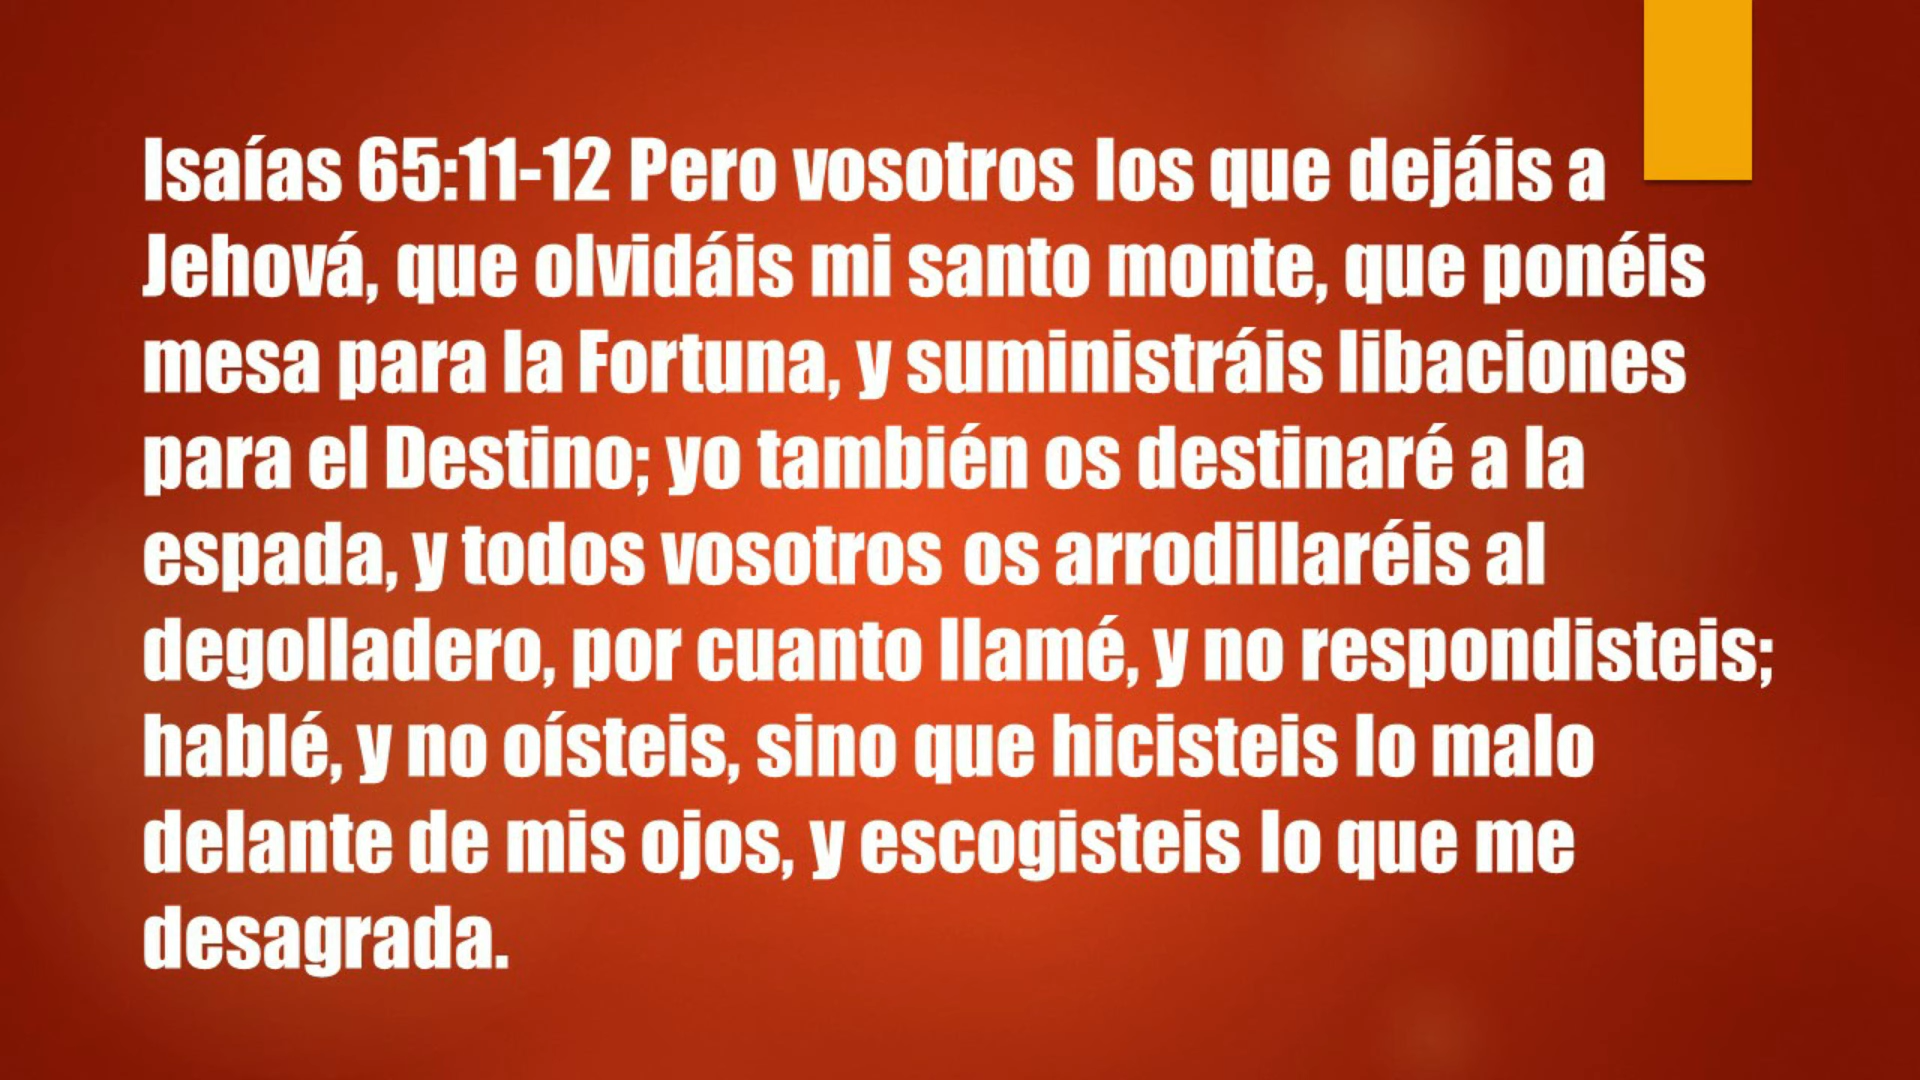 Isaías 65:11-12 Pero vosotros los que dejáis a
Jehová, que olvidáis mi santo monte, que ponéis
mesa para la Fortuna, y suministráis libaciones
para el Destino; yo también os destinaré a la
espada, y todos vosotros os arrodillaréis al
degolladero, por cuanto llamé, y no respondisteis;
hablé, y no oísteis, sino que hicisteis lo malo
delante de mis ojos, y escogisteis lo que me
desagrada.